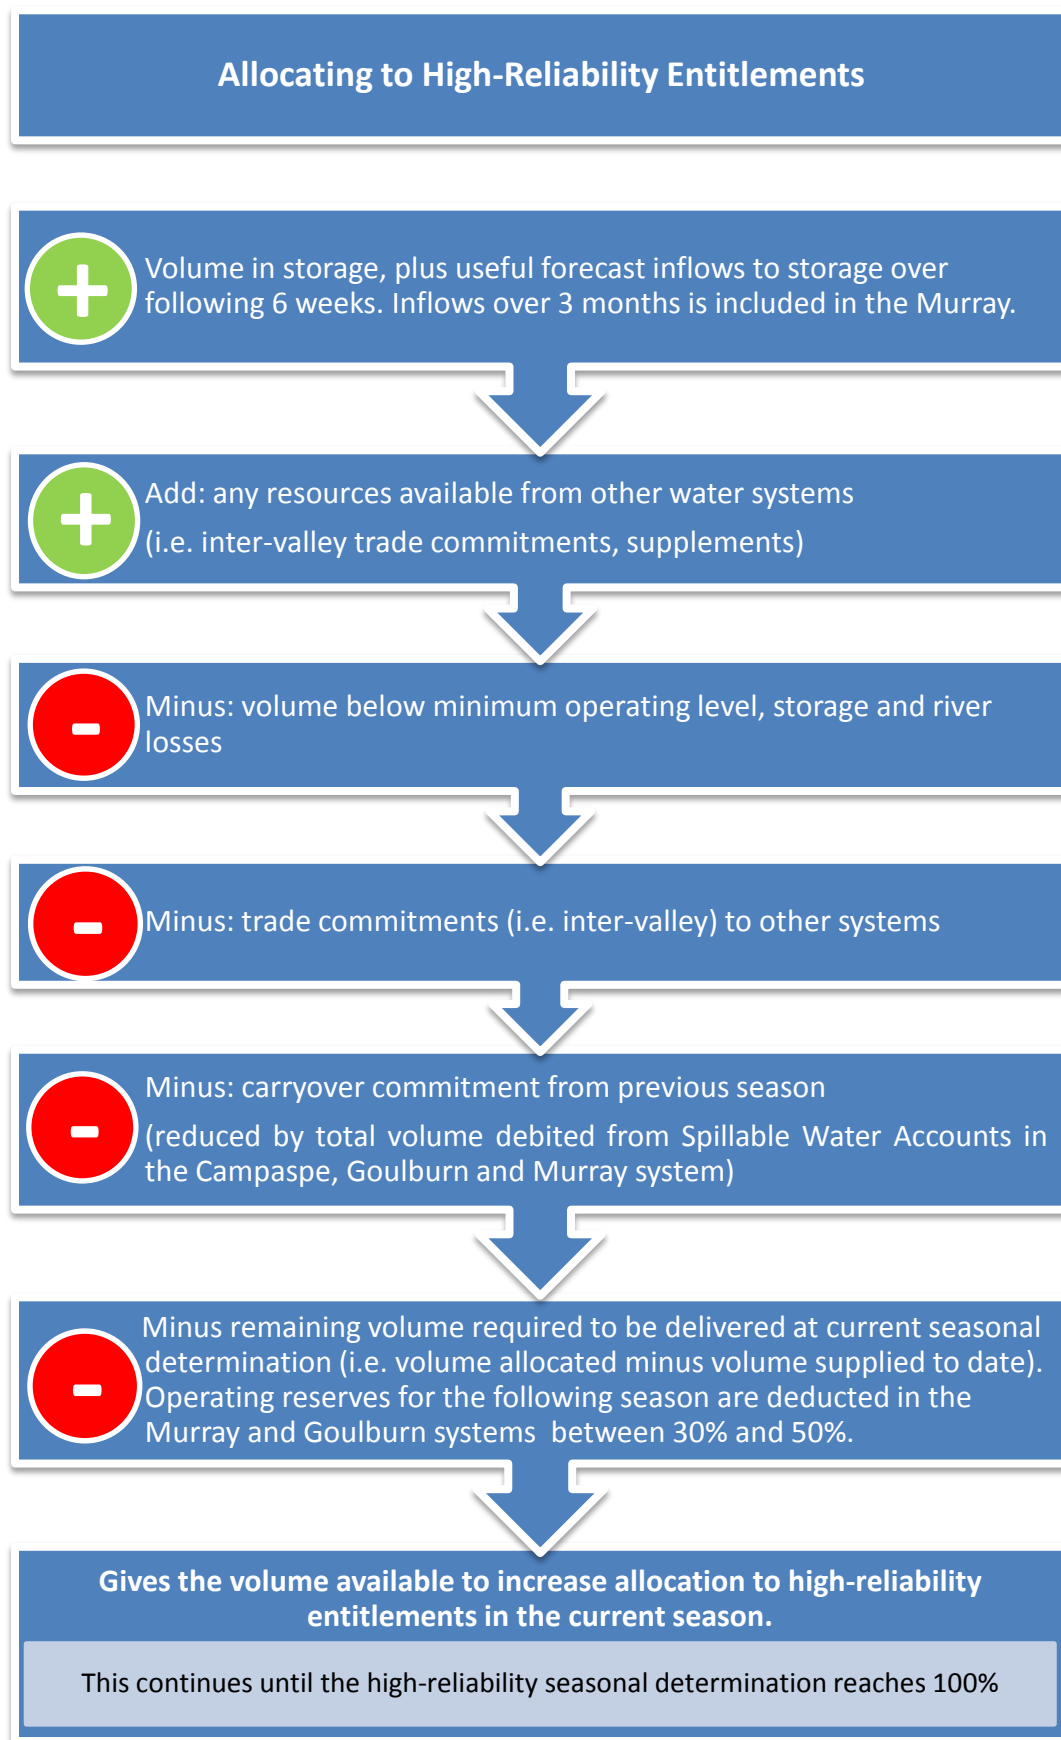 Allocating to High-Reliability Entitlements
+
Volume in storage, plus useful forecast inflows to storage over
following 6 weeks. Inflows over 3 months is included in the Murray.
+
Add: any resources available from other water systems
(i.e. inter-valley trade commitments, supplements)
-
Minus: volume below minimum operating level, storage and river
losses
-
Minus: trade commitments (i.e. inter-valley) to other systems
-
Minus: carryover commitment from previous season
(reduced by total volume debited from Spillable Water Accounts in
the Campaspe, Goulburn and Murray system)
-
Minus remaining volume required to be delivered at current seasonal
determination (i.e. volume allocated minus volume supplied to date).
Operating reserves for the following season are deducted in the
Murray and Goulburn systems between 30% and 50%.
Gives the volume available to increase allocation to high-reliability
entitlements in the current season.
This continues until the high-reliability seasonal determination reaches 100%